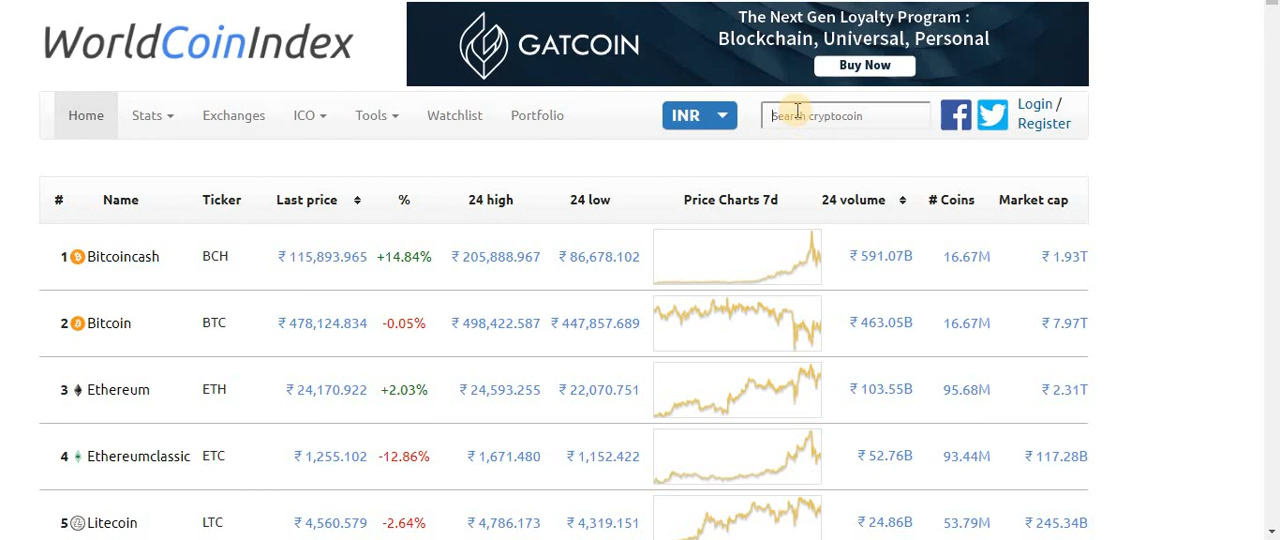 WorldCoinIndex
GATCOIN
The Next Gen Loyalty Program :
Blockchain, Universal, Personal
Buy Now
Home Stats Exchanges ICO Tools Watchlist Portfolio INR Search cryptocoin f Login /
Register
# Name Ticker Last price % 24 high 24 low Price Charts 7d 24 volume # Coins Market cap
1 Bitcoincash BCH ₹ 115,893.965 +14.84% ₹ 205,888.967 ₹ 86,678.102 ₹ 591.07B 16.67M ₹ 1.93T
2 Bitcoin BTC ₹ 478,124.834 -0.05% ₹ 498,422.587 ₹ 447,857.689 ₹ 463.05B 16.67M ₹ 7.97T
3 Ethereum ETH ₹ 24,170.922 +2.03% ₹ 24,593.255 ₹ 22,070.751 ₹ 103.55B 95.68M ₹ 2.31T
4 Ethereumclassic ETC ₹ 1,255.102 -12.86% ₹ 1,671.480 ₹ 1,152.422 ₹ 52.76B 93.44M ₹ 117.28B
5 Litecoin LTC ₹ 4,560.579 -2.64% ₹ 4,786.173 ₹ 4,319.151 ₹ 24.86B 53.79M ₹ 245.34B